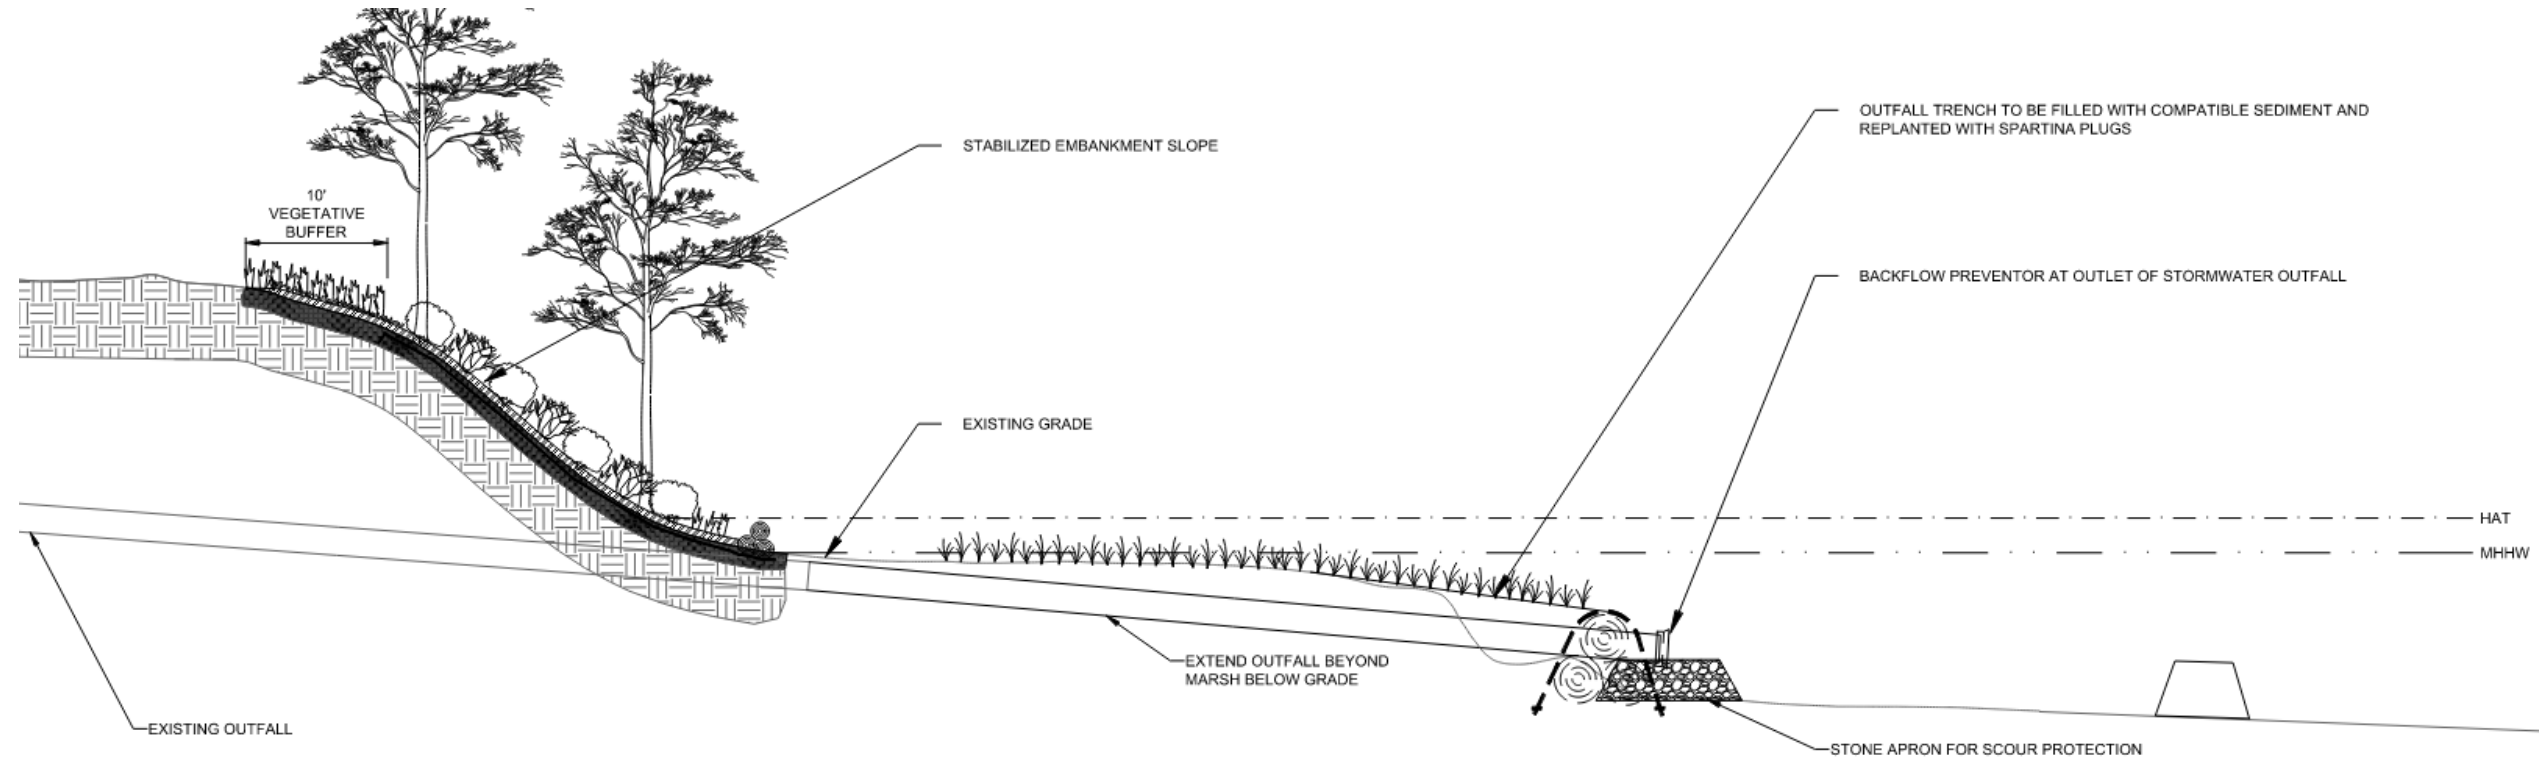 OUTFALL TRENCH TO BE FILLED WITH COMPATIBLE SEDIMENT AND
REPLANTED WITH SPARTINA PLUGS
STABILIZED EMBANKMENT SLOPE
10'
VEGETATIVE
BUFFER
BACKFLOW PREVENTOR AT OUTLET OF STORMWATER OUTFALL
EXISTING GRADE
HAT
MHHW
EXTEND OUTFALL BEYOND
MARSH BELOW GRADE
EXISTING OUTFALL
STONE APRON FOR SCOUR PROTECTION